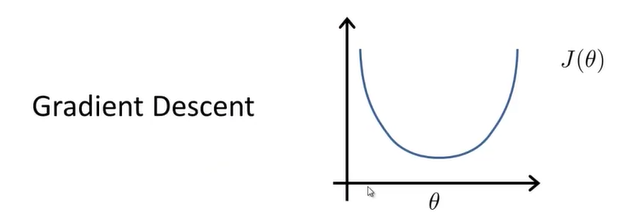 J(θ)
Gradient Descent
θ